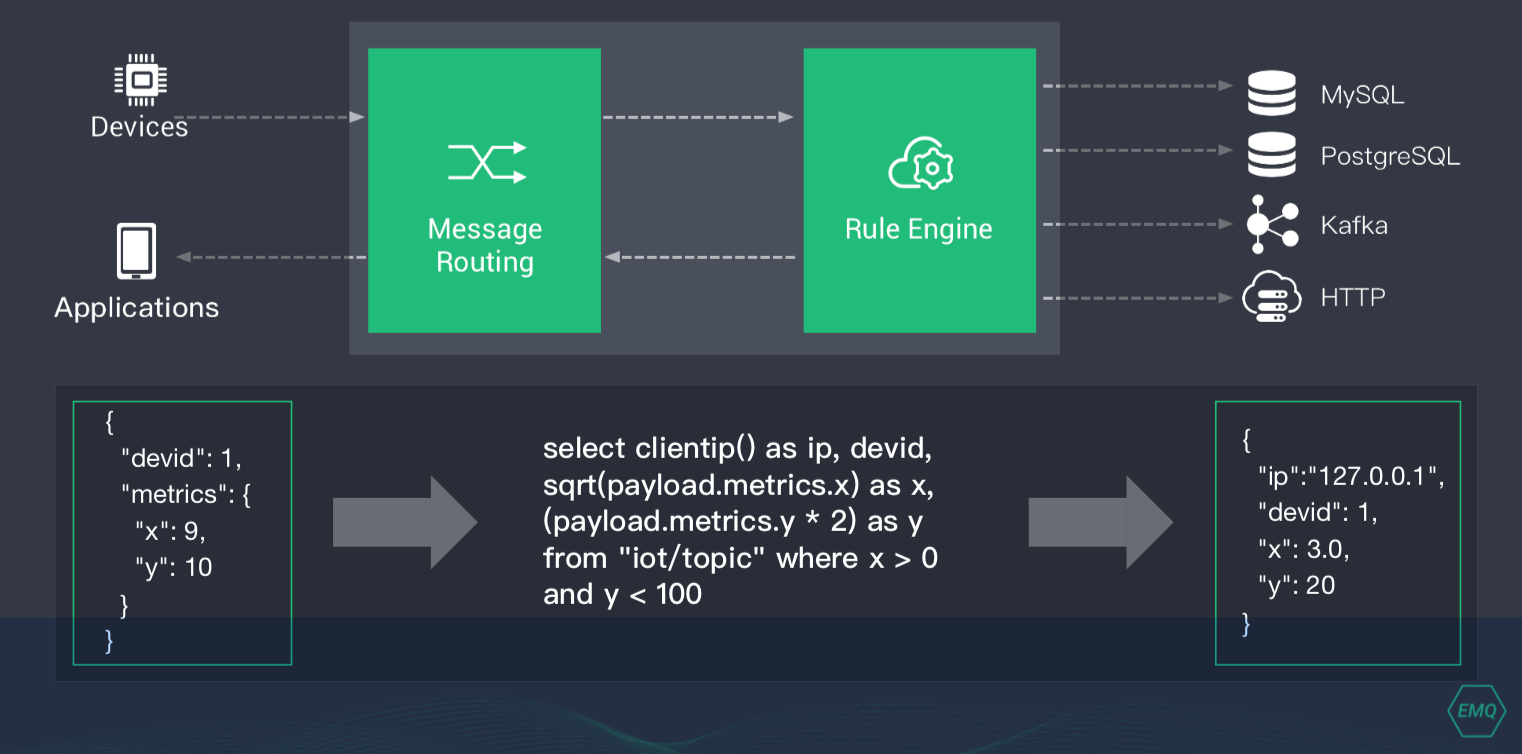 Devices
Applications
Message
Routing
Rule Engine
MySQL
PostgreSQL
Kafka
HTTP
{
"devid": 1,
"metrics": {
"x": 9,
"y": 10
}
}
select clientip() as ip, devid,
sqrt(payload.metrics.x) as x,
(payload.metrics.y * 2) as y
from "iot/topic" where x > 0
and y < 100
{
"ip":"127.0.0.1",
"devid": 1,
"x": 3.0,
"y": 20
}
EMQ